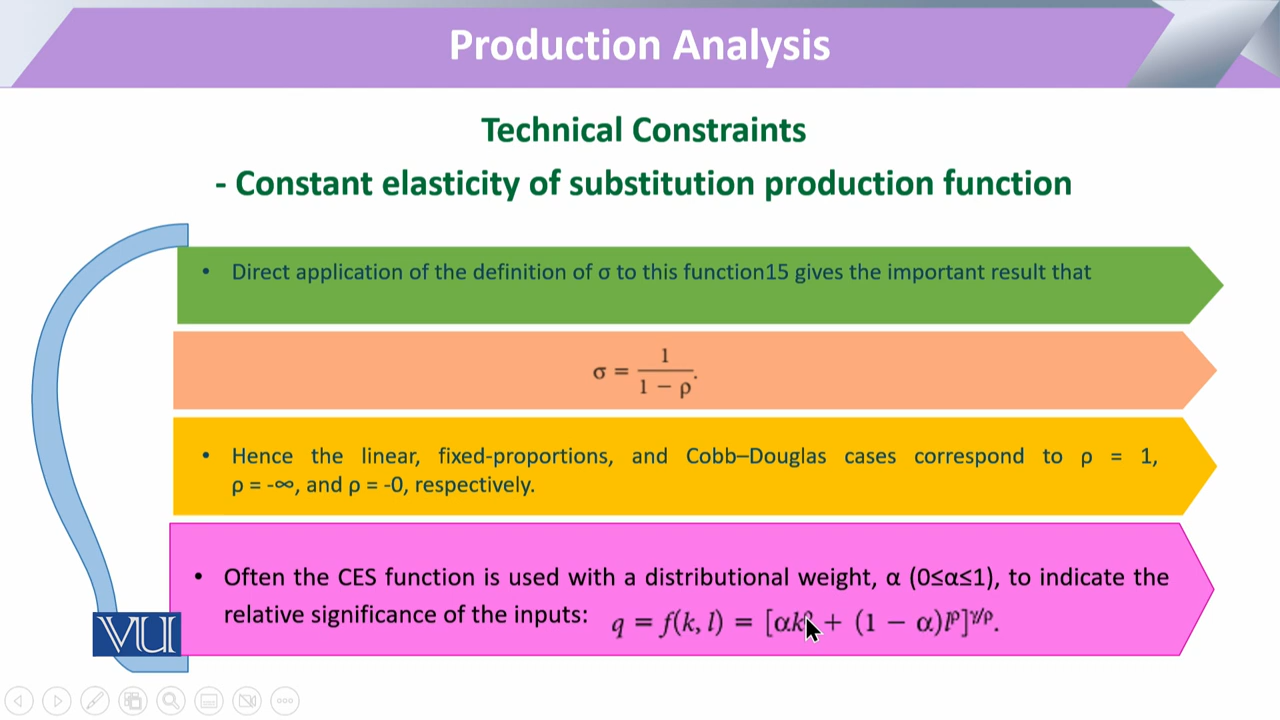 Production Analysis
Technical Constraints
- Constant elasticity of substitution production function
• Direct application of the definition of σ to this function15 gives the important result that
σ = 1 / (1 − ρ).
• Hence the linear, fixed-proportions, and Cobb–Douglas cases correspond to ρ = 1,
ρ = -∞, and ρ = -0, respectively.
• Often the CES function is used with a distributional weight, α (0≤α≤1), to indicate the
relative significance of the inputs: q = f(k, l) = [αk^ρ + (1 − α)l^ρ]^γ/ρ.
VU